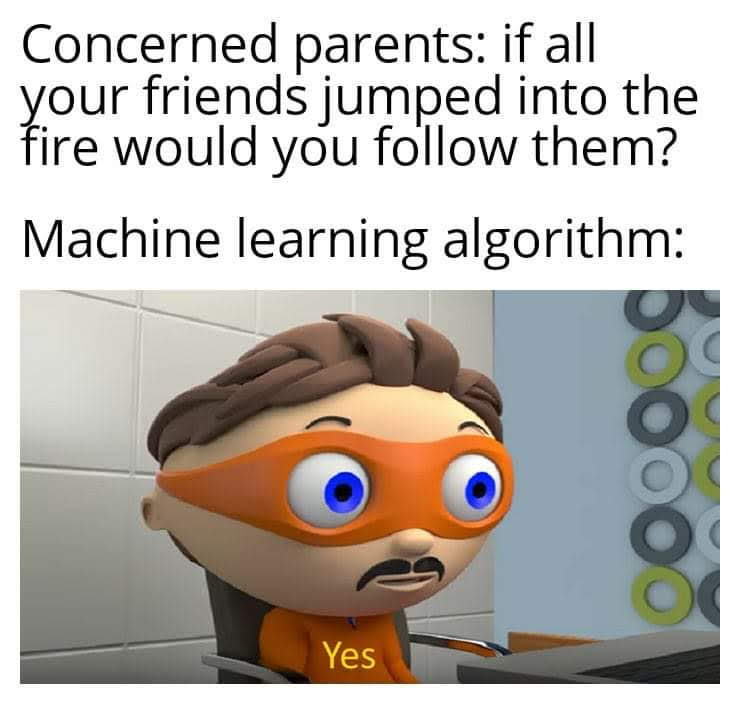 Concerned parents: if all
your friends jumped into the
fire would you follow them?
Machine learning algorithm:
Yes